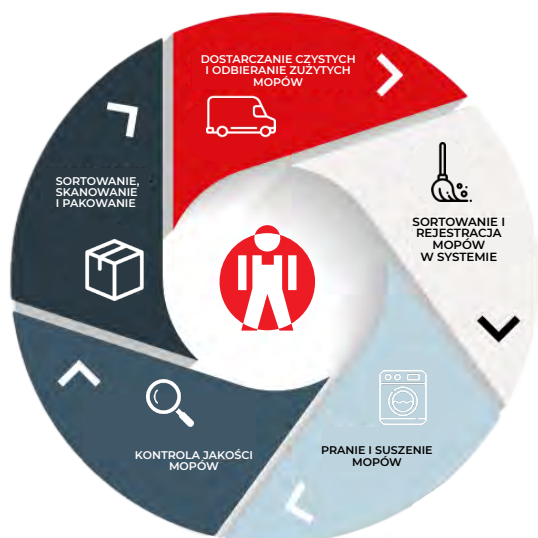 DOSTARCZANIE CZYSTYCH
I ODBIERANIE ZUŻYTYCH
MOPÓW
SORTOWANIE I
REJESTRACJA
MOPÓW
W SYSTEMIE
PRANIE I SUSZENIE
MOPÓW
KONTROLA JAKOŚCI
MOPÓW
SORTOWANIE,
SKANOWANIE
I PAKOWANIE